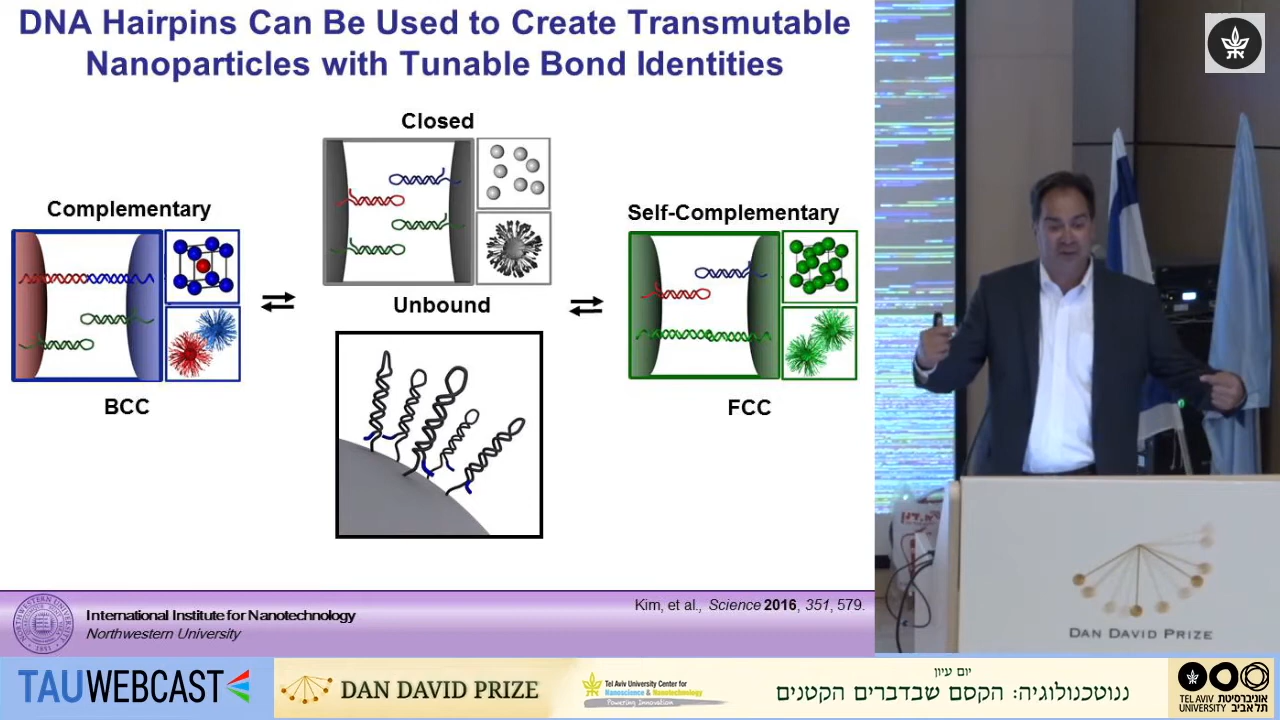 DNA Hairpins Can Be Used to Create Transmutable
Nanoparticles with Tunable Bond Identities
Closed
Complementary
Self-Complementary
Unbound
BCC
FCC
Kim, et al., Science 2016, 351, 579.
International Institute for Nanotechnology
Northwestern University
DAN DAVID PRIZE
TAUWEBCAST
DAN DAVID PRIZE
Tel Aviv University Center for
Nanoscience & Nanotechnology
Powering Innovation
יום עיון
ננוטכנולוגיה: הקסם שבדברים הקטנים
TEL AVIV אוניברסיטת
UNIVERSITY תל אביב